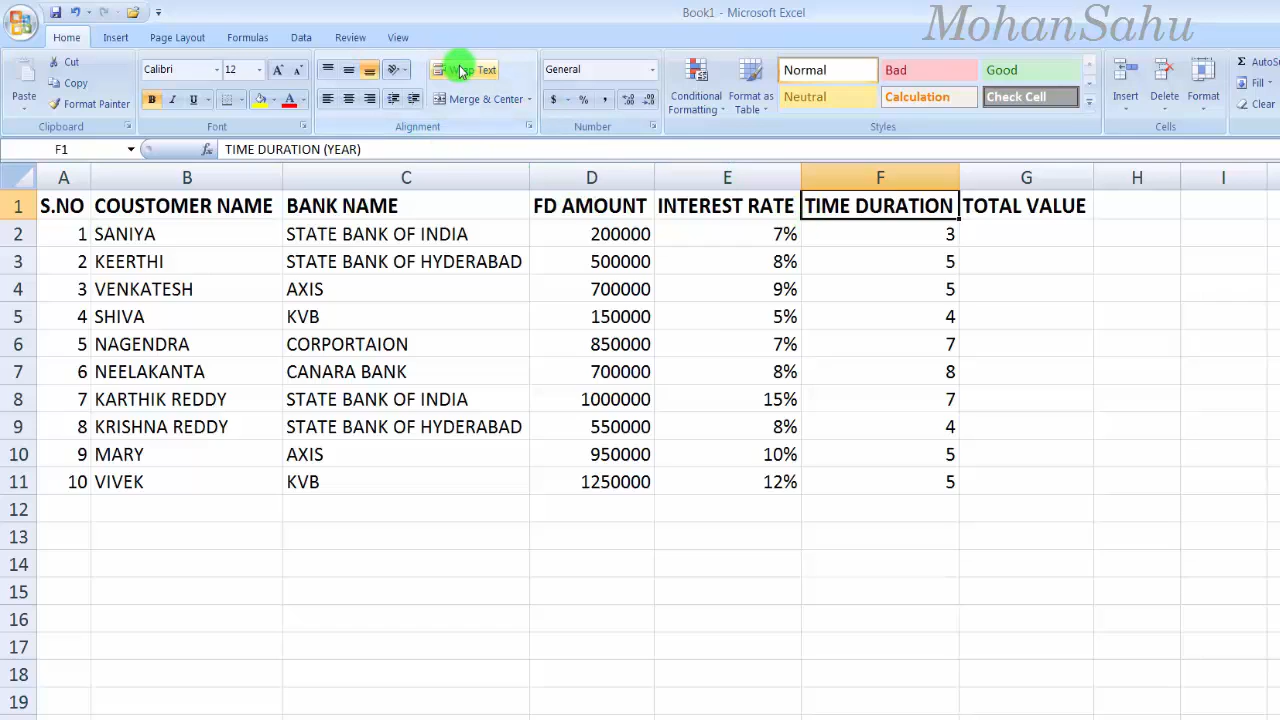 Book1 - Microsoft Excel
MohanSahu
Home Insert Page Layout Formulas Data Review View
Cut
Copy
Format Painter
Paste
Clipboard
Calibri 12
B I U
Font
Wrap Text
Merge & Center
Alignment
General
$ % ,
Number
Conditional Formatting
Format as Table
Normal Bad Good
Neutral Calculation Check Cell
Styles
Insert Delete Format
Cells
Σ AutoS
Fill
Clear
F1 fx TIME DURATION (YEAR)
A B C D E F G H I
1 S.NO COUSTOMER NAME BANK NAME FD AMOUNT INTEREST RATE TIME DURATION TOTAL VALUE
2 1 SANIYA STATE BANK OF INDIA 200000 7% 3
3 2 KEERTHI STATE BANK OF HYDERABAD 500000 8% 5
4 3 VENKATESH AXIS 700000 9% 5
5 4 SHIVA KVB 150000 5% 4
6 5 NAGENDRA CORPORTAION 850000 7% 7
7 6 NEELAKANTA CANARA BANK 700000 8% 8
8 7 KARTHIK REDDY STATE BANK OF INDIA 1000000 15% 7
9 8 KRISHNA REDDY STATE BANK OF HYDERABAD 550000 8% 4
10 9 MARY AXIS 950000 10% 5
11 10 VIVEK KVB 1250000 12% 5
12
13
14
15
16
17
18
19